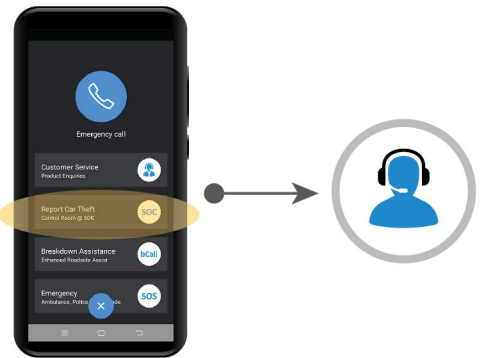 Emergency call
Customer Service
Product Enquiries
Report Car Theft
Control Room @ SOC
SOC
Breakdown Assistance
Enhanced Roadside Assist
bCall
Emergency
Ambulance, Police,
SOS